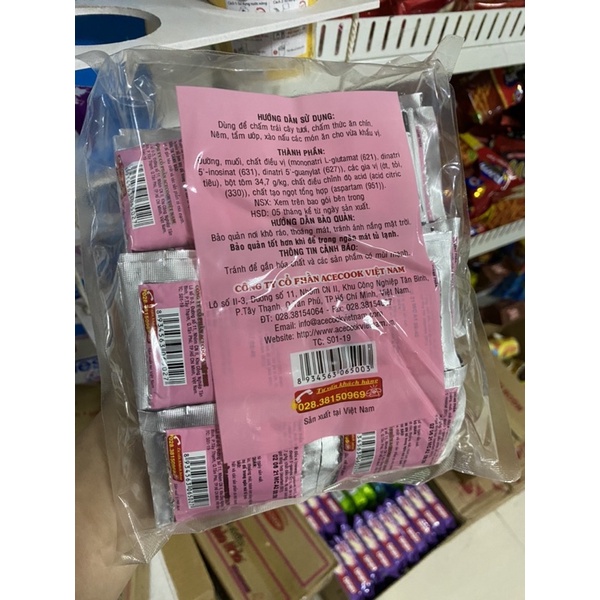 HƯỚNG DẪN SỬ DỤNG:
Dùng để chấm trái cây tươi, chấm thức ăn chín.
Nêm, tẩm ướp, xào nấu các món ăn cho vừa khẩu vị.
THÀNH PHẦN:
Đường, muối, chất điều vị (mononatri L-glutamat (621), dinatri
5'-inosinat (631), dinatri 5'-guanylat (627)), các gia vị (ớt, tỏi,
tiêu), bột tôm 34,7 g/kg, chất điều chỉnh độ acid (acid citric
(330)), chất tạo ngọt tổng hợp (aspartam (951)).
NSX: Xem trên bao gói bên trong
HSD: 05 tháng kể từ ngày sản xuất.
HƯỚNG DẪN BẢO QUẢN:
Bảo quản nơi khô ráo, thoáng mát, tránh ánh nắng mặt trời.
Bảo quản tốt hơn khi để trong ngăn mát tủ lạnh.
THÔNG TIN CẢNH BÁO:
Tránh để gần hóa chất và các sản phẩm có mùi mạnh.
CÔNG TY CỔ PHẦN ACECOOK VIỆT NAM
Lô số II-3, Đường số 11, Nhóm CN II, Khu Công Nghiệp Tân Bình,
P.Tây Thạnh, Q.Tân Phú, TP.Hồ Chí Minh, Việt Nam.
ĐT: 028.38154064 - Fax: 028.3815
Email: info@acecookvietnam.com
Website: http://www.acecookvietnam
TC: S01-19
8 934563 065003
Tư vấn khách hàng
028.38150969
Sản xuất tại Việt Nam